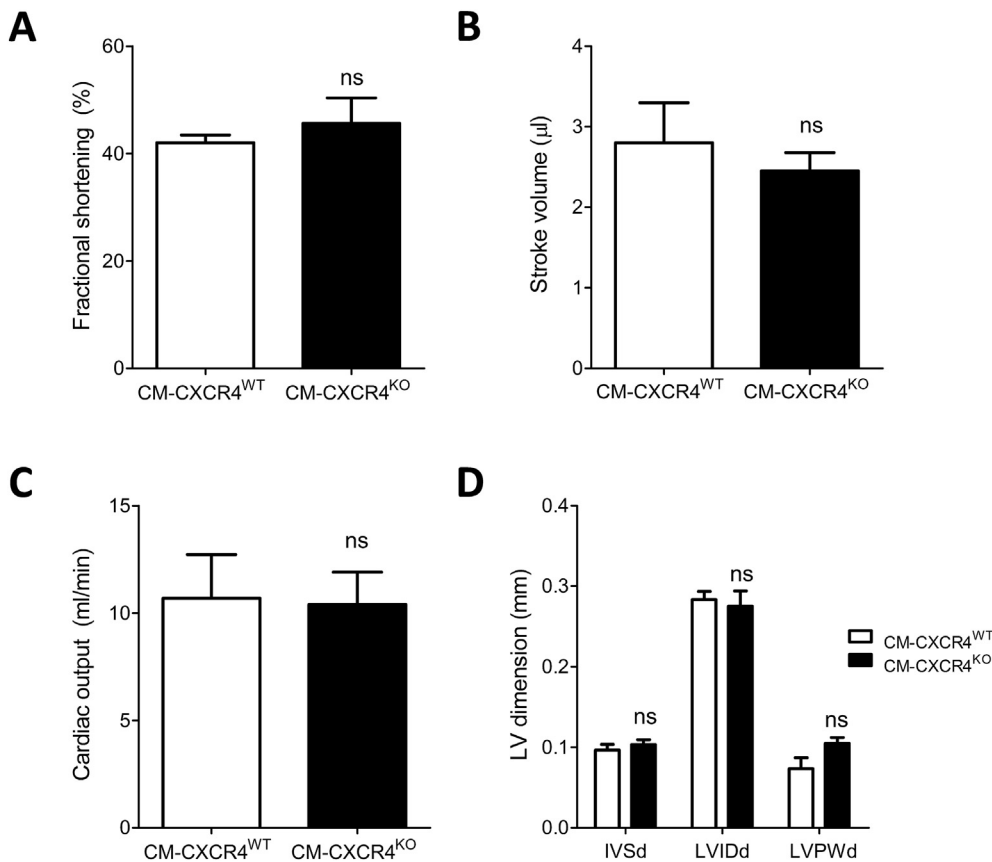 A
Fractional shortening (%)
60
40
20
0
ns
CM-CXCR4^WT CM-CXCR4^KO
B
Stroke volume (μl)
4
3
2
1
0
ns
CM-CXCR4^WT CM-CXCR4^KO
C
Cardiac output (ml/min)
15
10
5
0
ns
CM-CXCR4^WT CM-CXCR4^KO
D
LV dimension (mm)
0.4
0.3
0.2
0.1
0.0
ns
ns
ns
IVSd LVIDd LVPWd
CM-CXCR4^WT
CM-CXCR4^KO